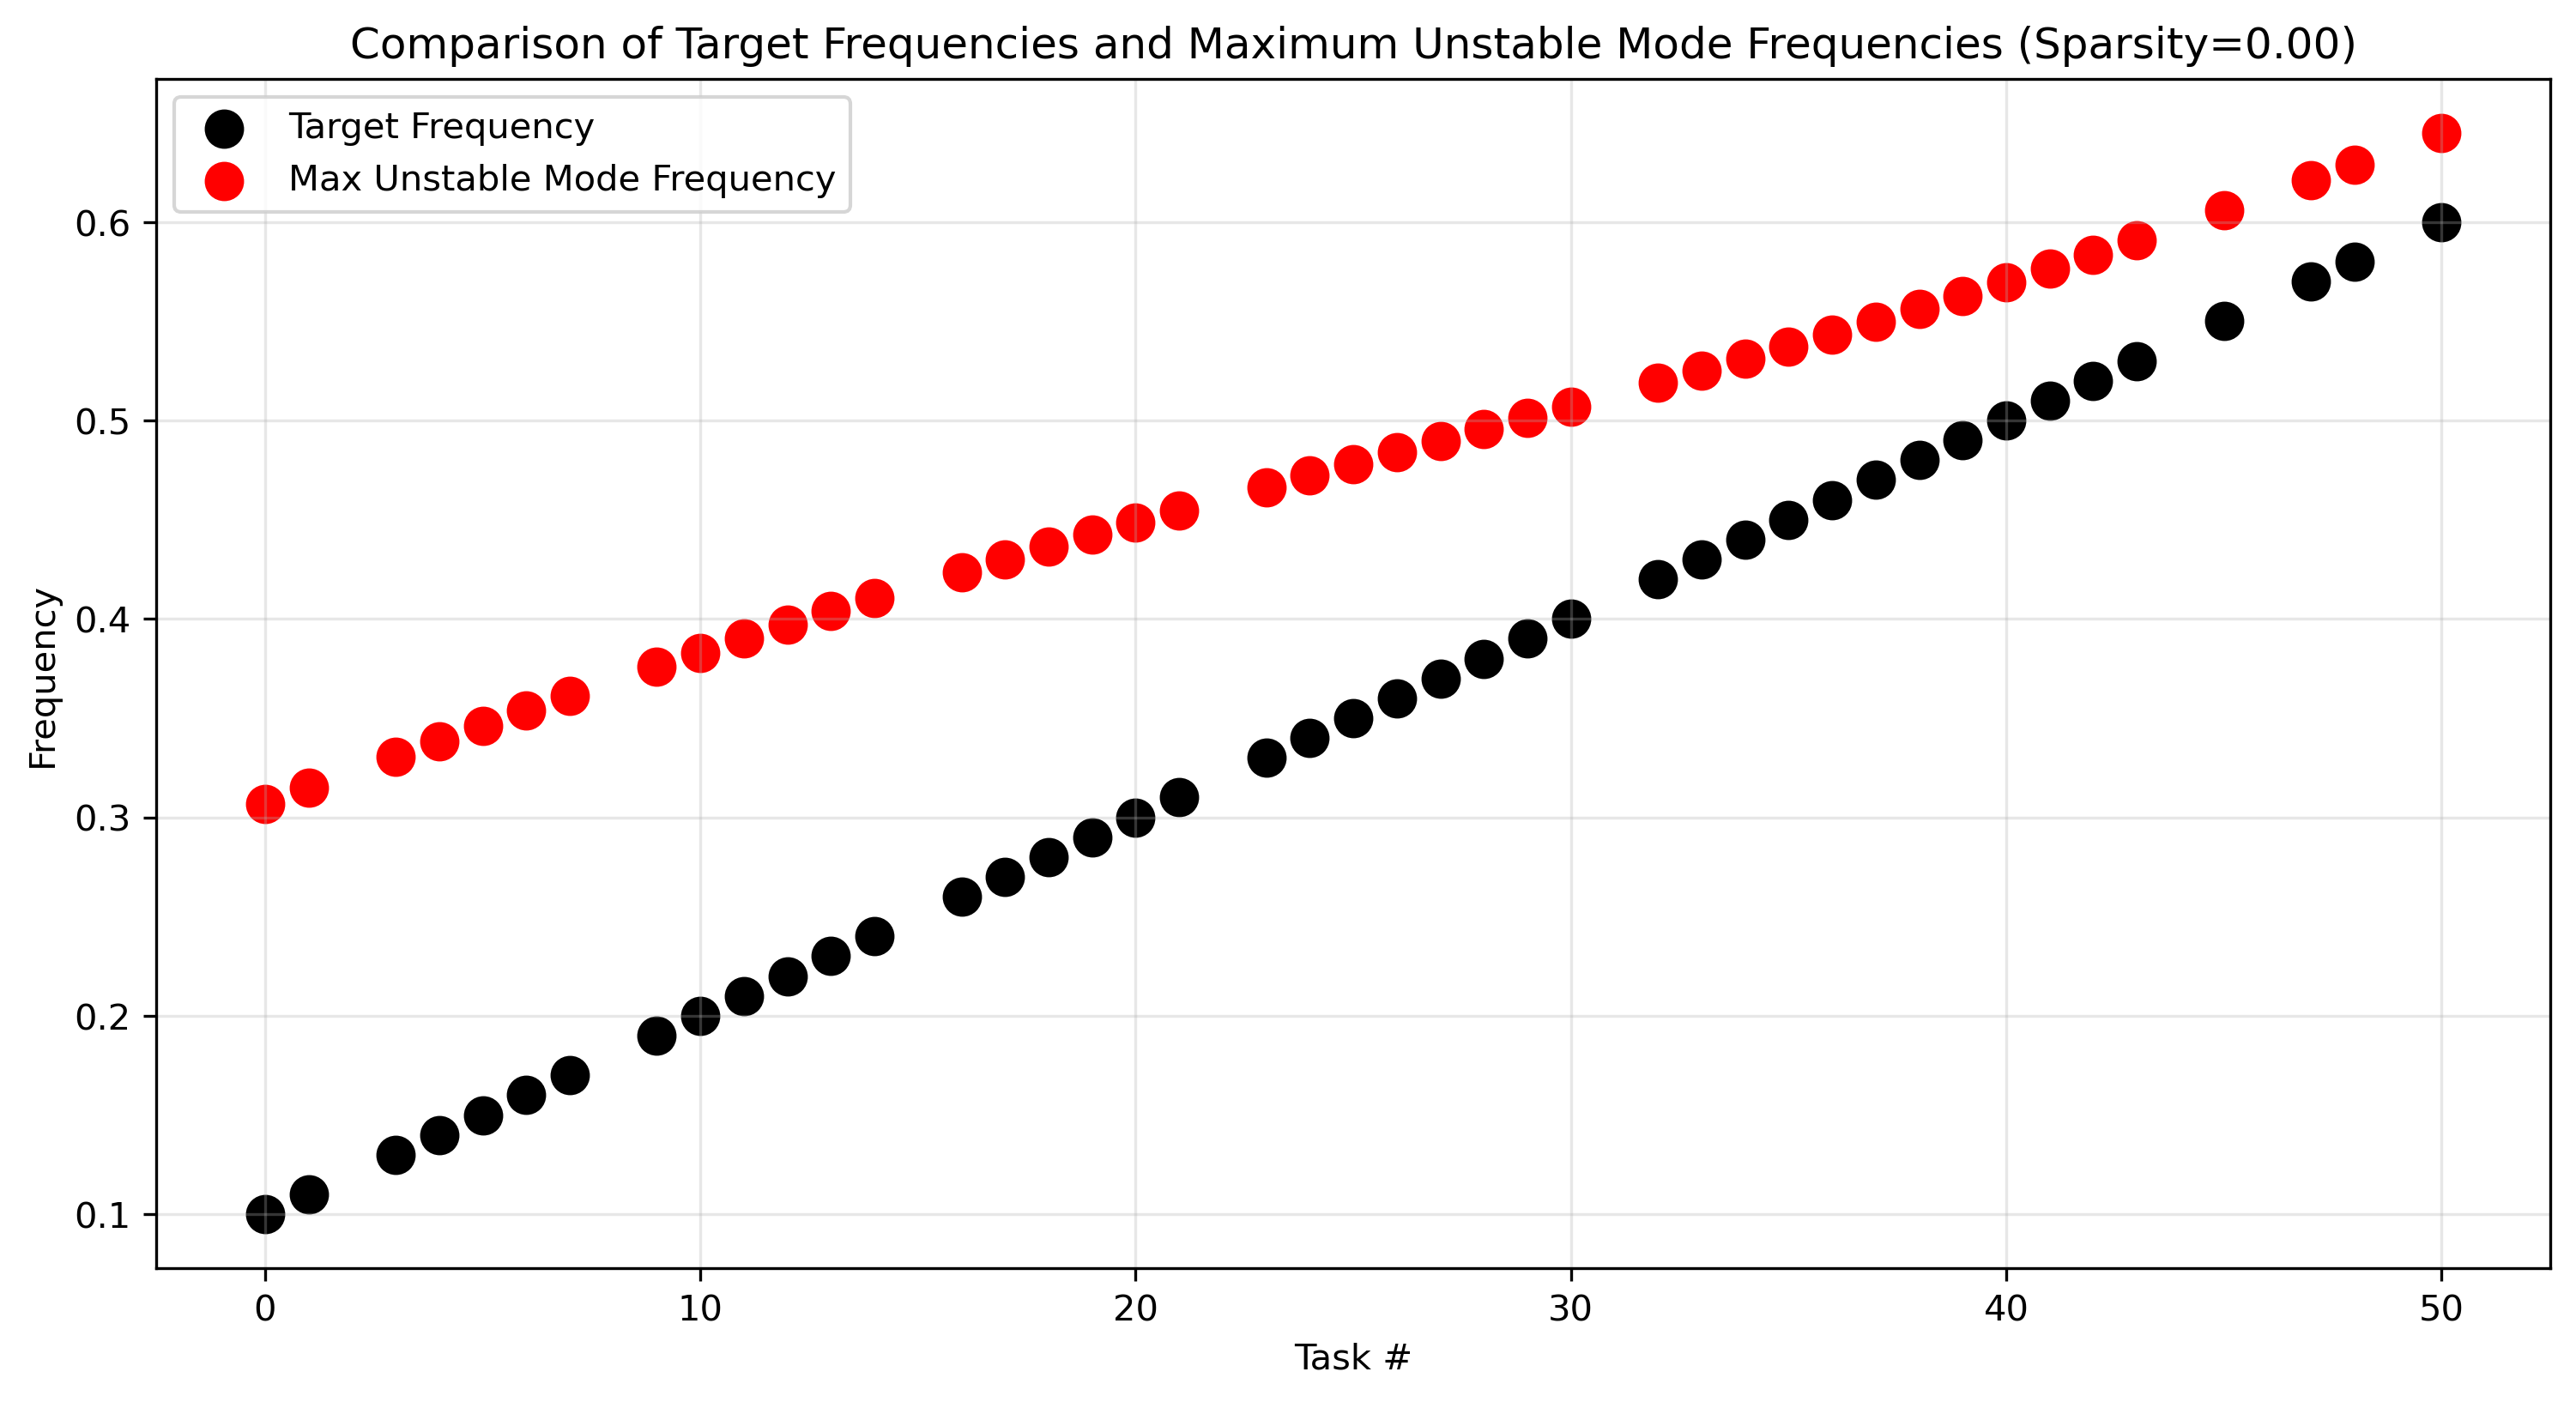 Comparison of Target Frequencies and Maximum Unstable Mode Frequencies (Sparsity=0.00)
Target Frequency
Max Unstable Mode Frequency
Frequency
0.6
0.5
0.4
0.3
0.2
0.1
0 10 20 30 40 50
Task #